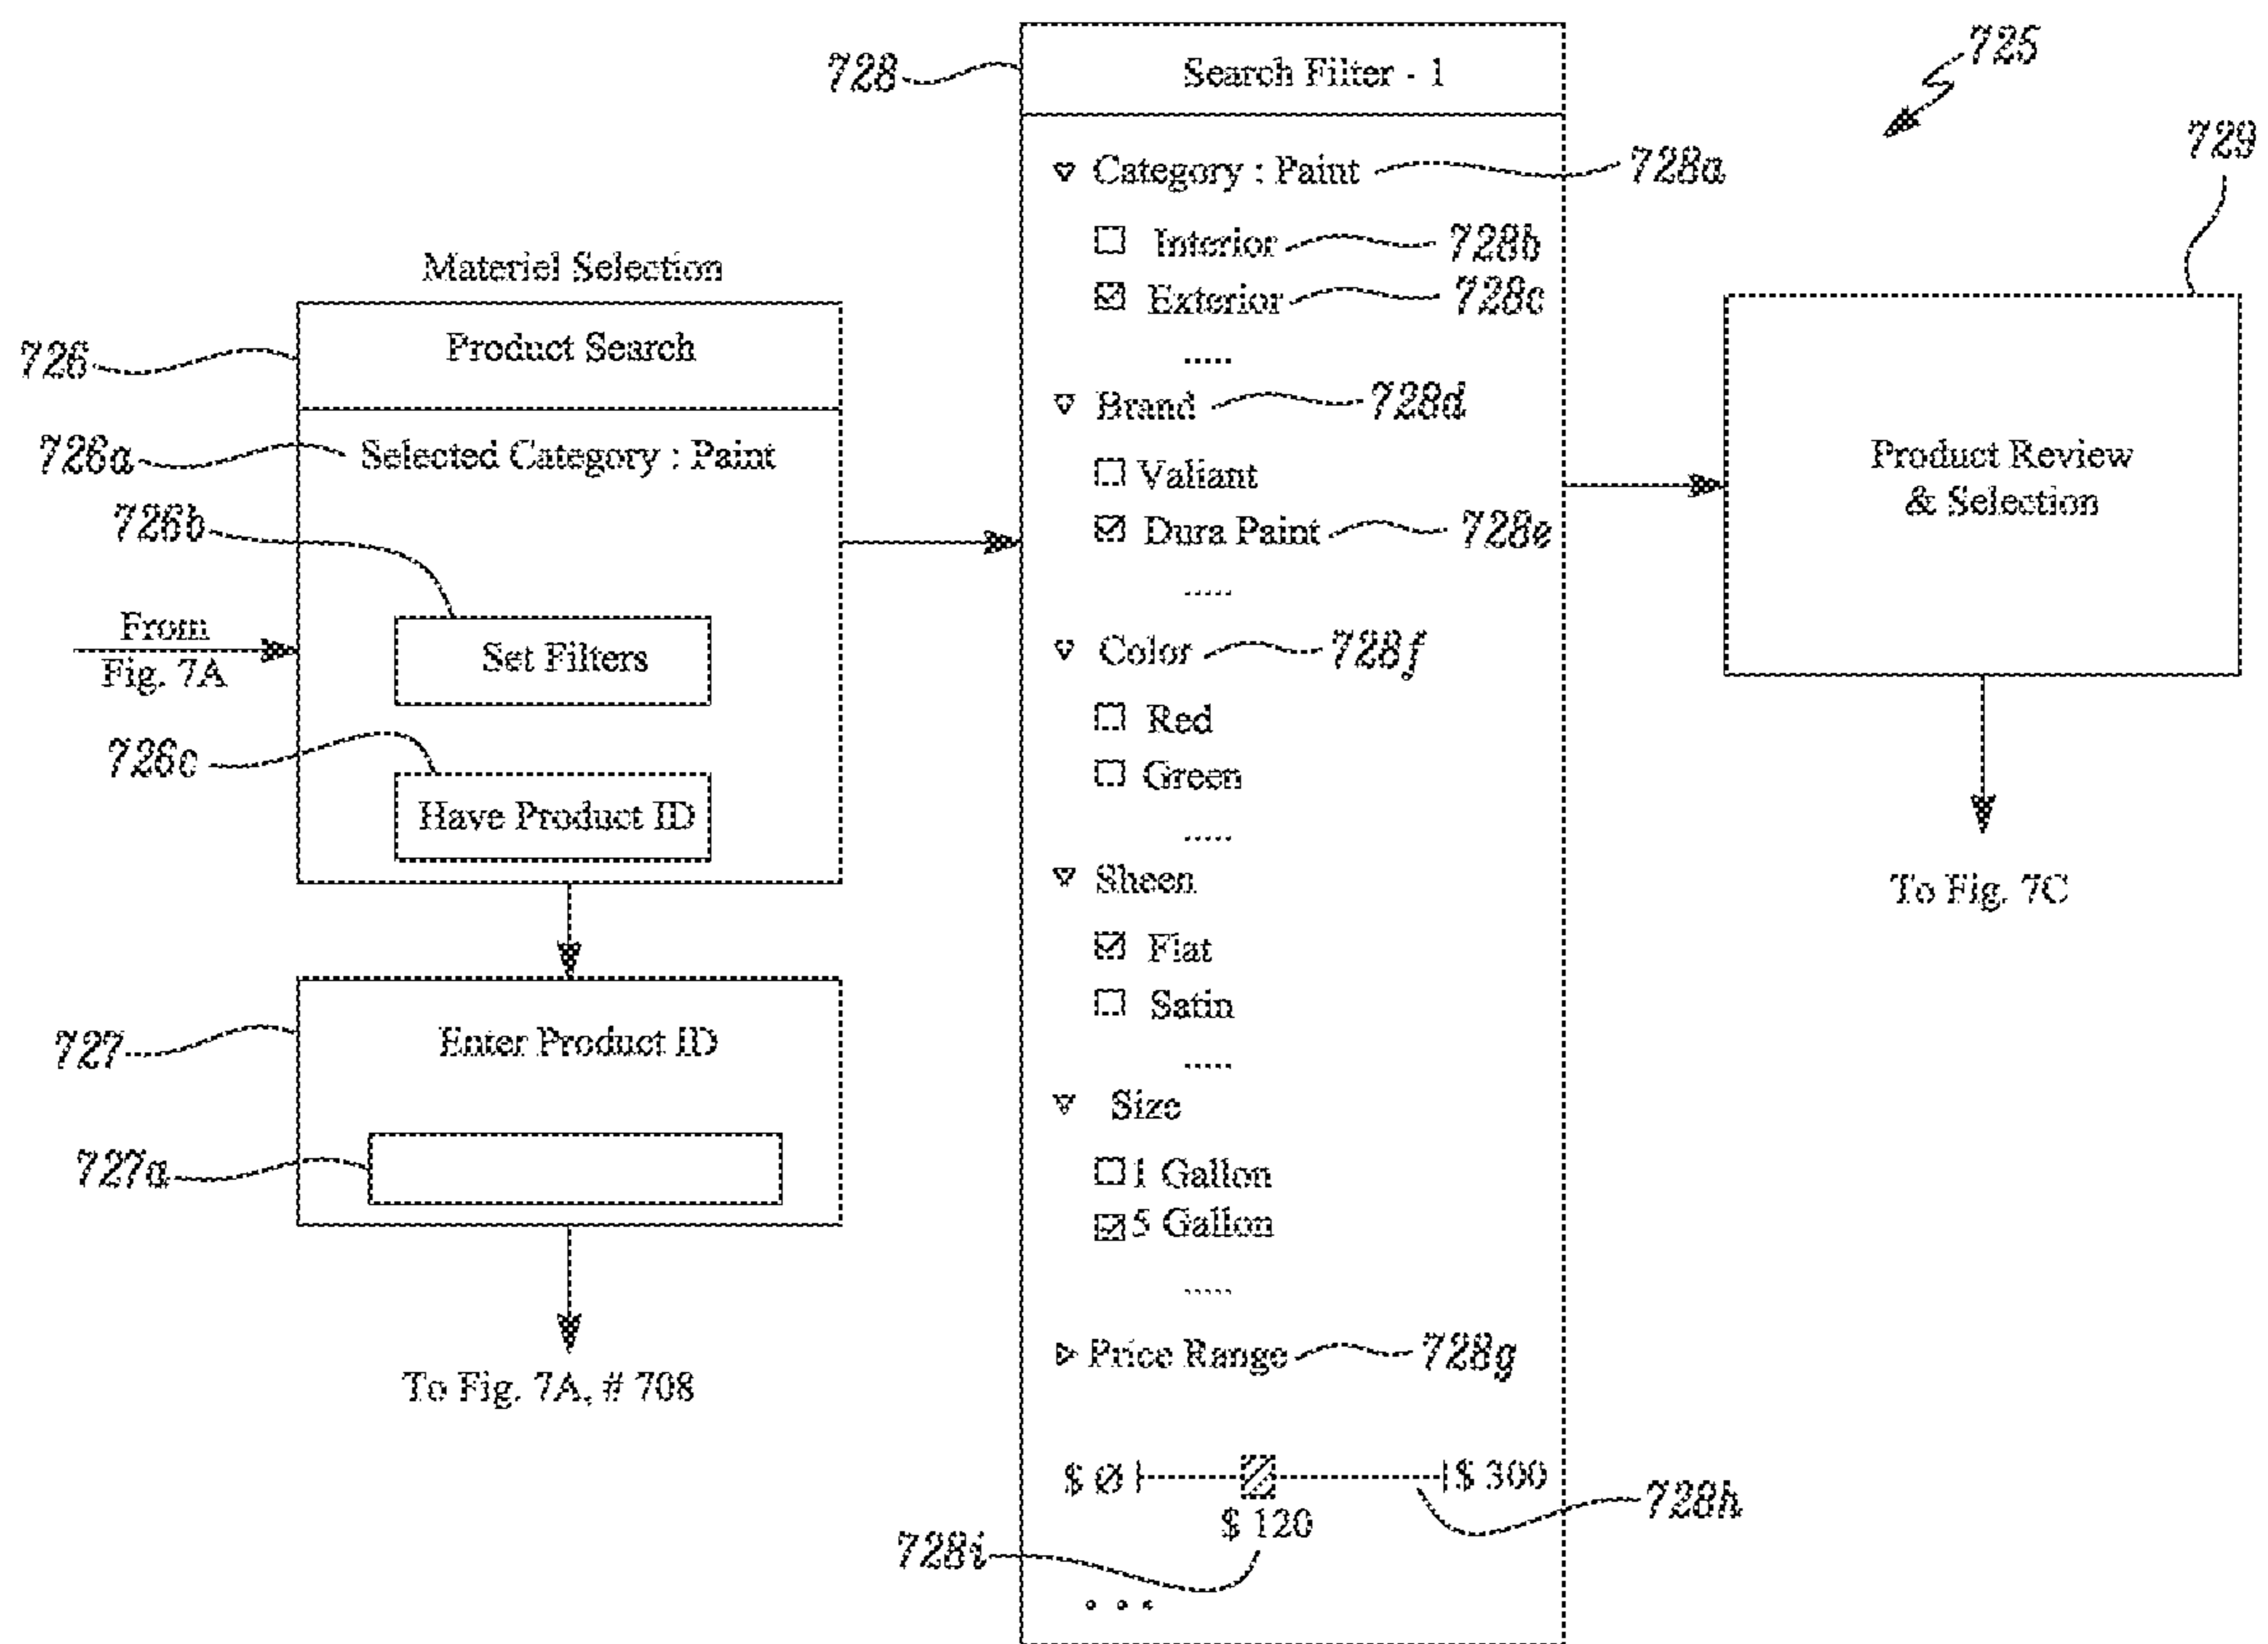 725
Materiel Selection
726
Product Search
726a
Selected Category : Paint
726b
From
Fig. 7A
Set Filters
726c
Have Product ID
727
Enter Product ID
727a
To Fig. 7A, # 708
728
Search Filter - 1
Category : Paint
728a
Interior
728b
Exterior
728c
.....
Brand
728d
Valiant
Dura Paint
728e
.....
Color
728f
Red
Green
.....
Sheen
Flat
Satin
.....
Size
1 Gallon
5 Gallon
.....
Price Range
728g
$ Ø
$ 300
728h
$ 120
728i
. . .
729
Product Review
& Selection
To Fig. 7C